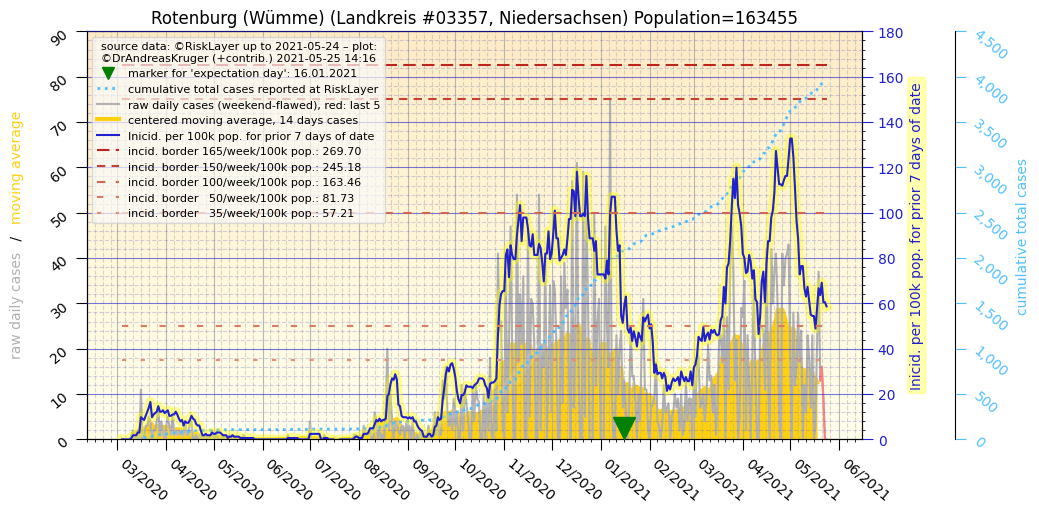 Rotenburg (Wümme) (Landkreis #03357, Niedersachsen) Population=163455
source data: ©RiskLayer up to 2021-05-24 – plot:
©DrAndreasKruger (+contrib.) 2021-05-25 14:16
marker for 'expectation day': 16.01.2021
cumulative total cases reported at RiskLayer
raw daily cases (weekend-flawed), red: last 5
centered moving average, 14 days cases
Inicid. per 100k pop. for prior 7 days of date
incid. border 165/week/100k pop.: 269.70
incid. border 150/week/100k pop.: 245.18
incid. border 100/week/100k pop.: 163.46
incid. border   50/week/100k pop.: 81.73
incid. border   35/week/100k pop.: 57.21
raw daily cases / moving average
90
80
70
60
50
40
30
20
10
0
03/2020
04/2020
05/2020
06/2020
07/2020
08/2020
09/2020
10/2020
11/2020
12/2020
01/2021
02/2021
03/2021
04/2021
05/2021
06/2021
180
160
140
120
100
80
60
40
20
0
Inicid. per 100k pop. for prior 7 days of date
4,500
4,000
3,500
3,000
2,500
2,000
1,500
1,000
500
0
cumulative total cases